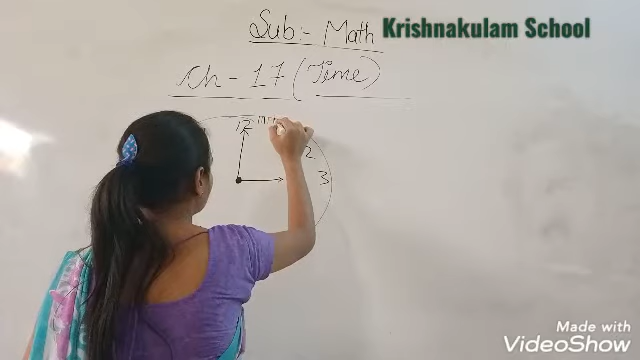 Sub:- Math
Krishnakulam School
Ch - 17 (Time)
12
2
3
Made with
VideoShow